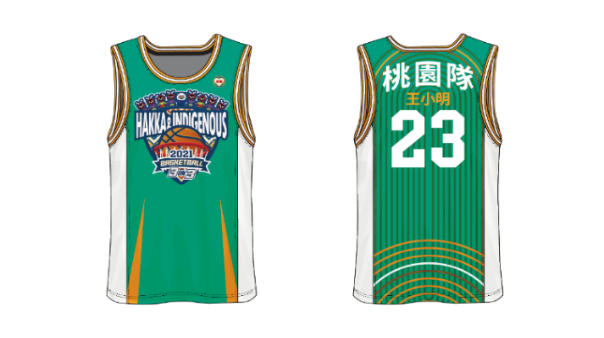 HAKKA & INDIGENOUS
2021
BASKETBALL
桃園隊
王小明
23